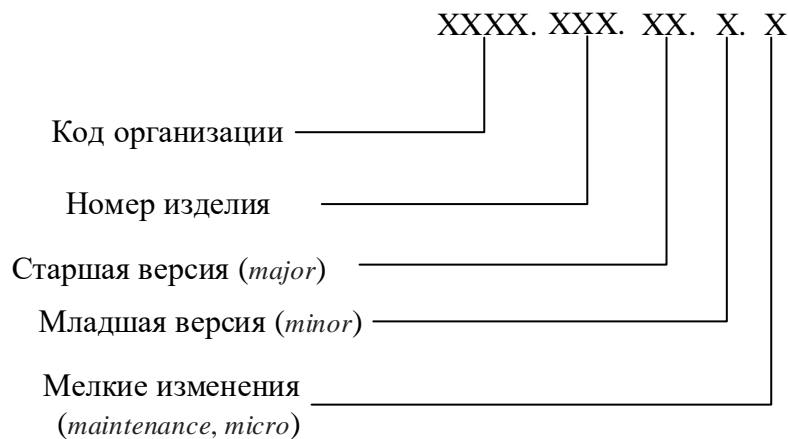 XXXX. XXX. XX. X. X
Код организации
Номер изделия
Старшая версия (major)
Младшая версия (minor)
Мелкие изменения
(maintenance, micro)